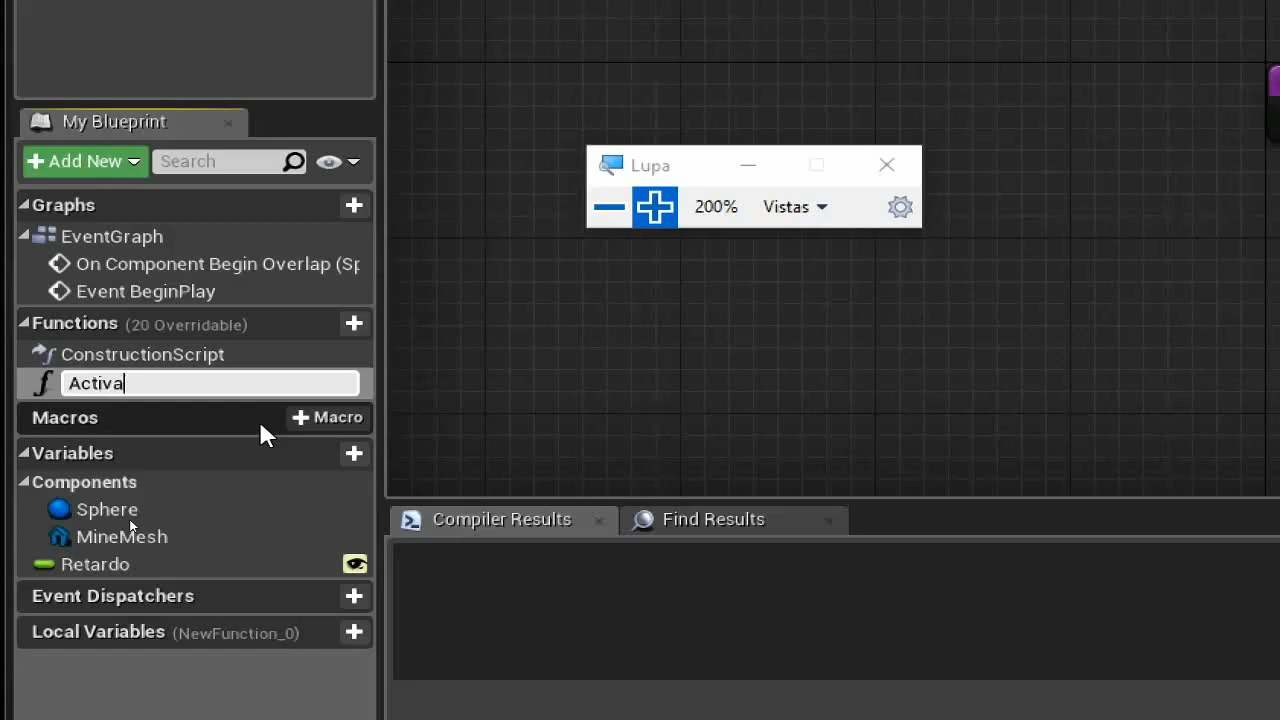 My Blueprint
Add New
Search
Graphs
EventGraph
On Component Begin Overlap (Sp
Event BeginPlay
Functions (20 Overridable)
ConstructionScript
Activa
Macros
Macro
Variables
Components
Sphere
MineMesh
Retardo
Event Dispatchers
Local Variables (NewFunction_0)
Lupa
200% Vistas
Compiler Results
Find Results